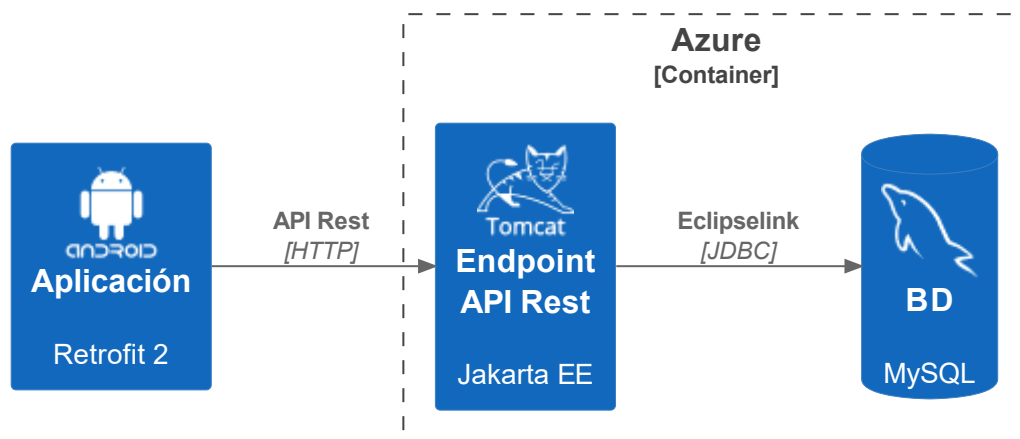 Azure
[Container]
ANDROID
Aplicación
Retrofit 2
API Rest
[HTTP]
Tomcat
Endpoint
API Rest
Jakarta EE
Eclipselink
[JDBC]
BD
MySQL